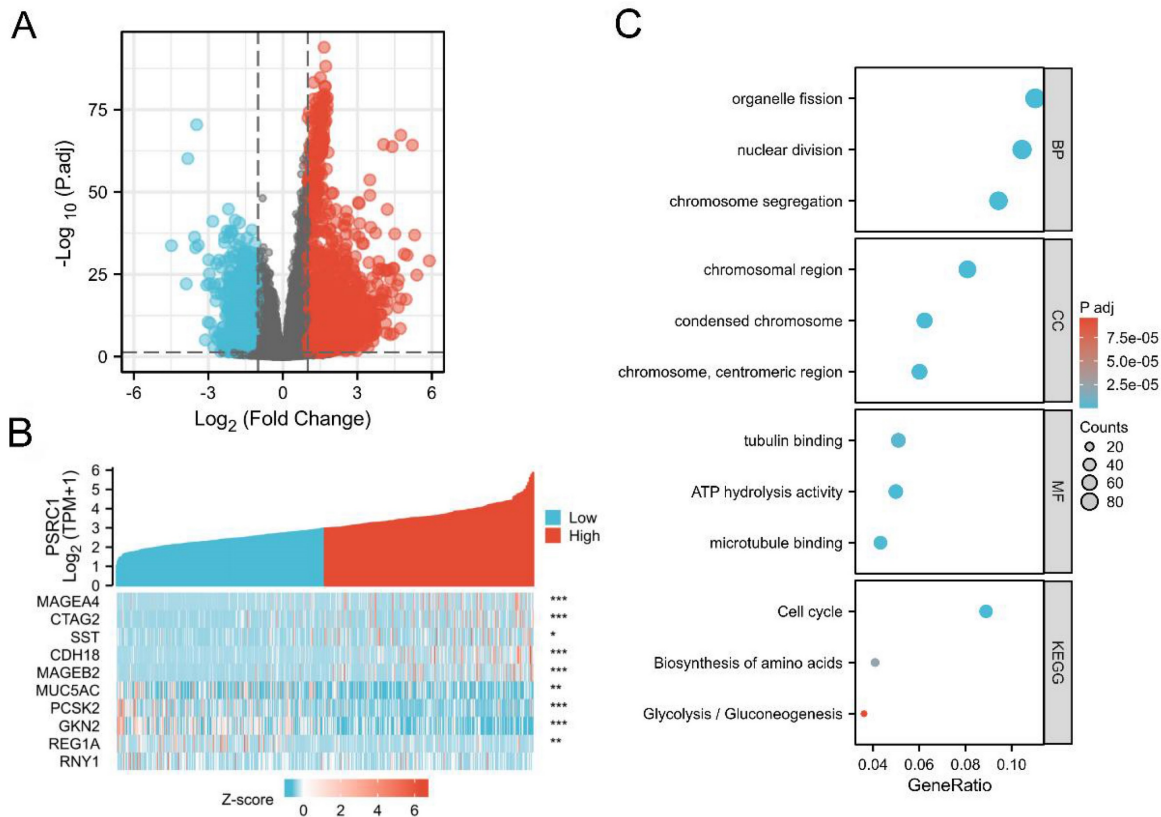 A
75
50
25
0
-Log 10 (P.adj)
-6 -3 0 3 6
Log2 (Fold Change)
B
6
5
4
3
2
1
0
PSRC1
Log2 (TPM+1)
Low
High
MAGEA4 ***
CTAG2 ***
SST *
CDH18 ***
MAGEB2 ***
MUC5AC **
PCSK2 ***
GKN2 ***
REG1A **
RNY1
Z-score
0 2 4 6
C
organelle fission
nuclear division
chromosome segregation
BP
chromosomal region
condensed chromosome
chromosome, centromeric region
CC
tubulin binding
ATP hydrolysis activity
microtubule binding
MF
Cell cycle
Biosynthesis of amino acids
Glycolysis / Gluconeogenesis
KEGG
0.04 0.06 0.08 0.10
GeneRatio
P adj
7.5e-05
5.0e-05
2.5e-05
Counts
20
40
60
80